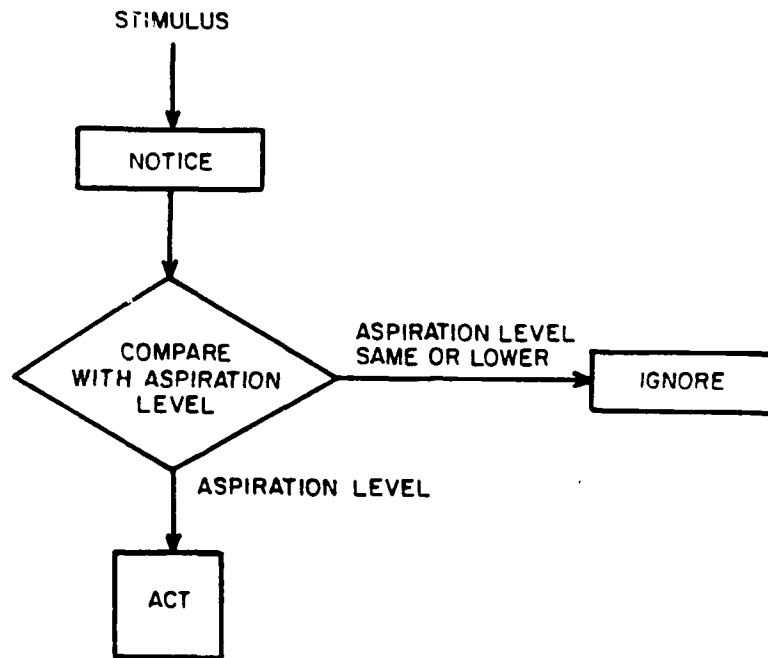 STIMULUS
NOTICE
COMPARE
WITH ASPIRATION
LEVEL
ASPIRATION LEVEL
SAME OR LOWER
IGNORE
ASPIRATION LEVEL
ACT